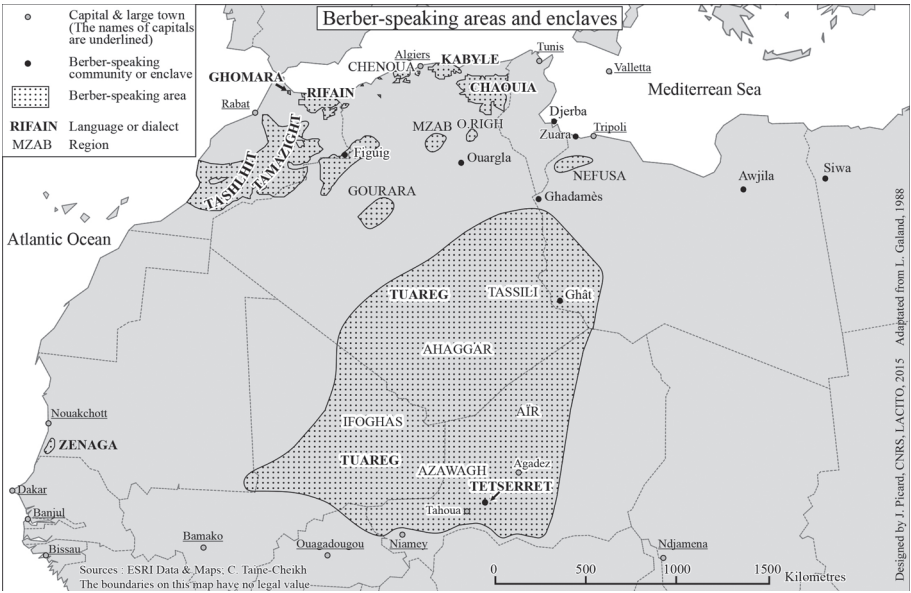 Berber-speaking areas and enclaves
Capital & large town
(The names of capitals
are underlined)
Berber-speaking
community or enclave
Berber-speaking area
RIFAIN Language or dialect
MZAB Region
Algiers
Tunis
CHENOUA
KABYLE
Valletta
GHOMARA
RIFAIN
CHAOUIA
Mediterrean Sea
Rabat
Djerba
MZAB
O.RIGH
Zuara
Tripoli
TASHLHIT
TAMAZIGHT
Figuig
Ouargla
NEFUSA
Siwa
Awjila
GOURARA
Ghadamès
Atlantic Ocean
TUAREG
TASSILI
Ghât
AHAGGAR
Nouakchott
IFOGHAS
AÏR
ZENAGA
TUAREG
AZAWAGH
Agadez
TETSERRET
Dakar
Tahoua
Banjul
Bamako
Ouagadougou
Niamey
Ndjamena
Bissau
Sources : ESRI Data & Maps; C. Taine-Cheikh
The boundaries on this map have no legal value
0 500 1000 1500 Kilometres
Designed by J. Picard, CNRS, LACITO, 2015 Adaptated from L. Galand, 1988